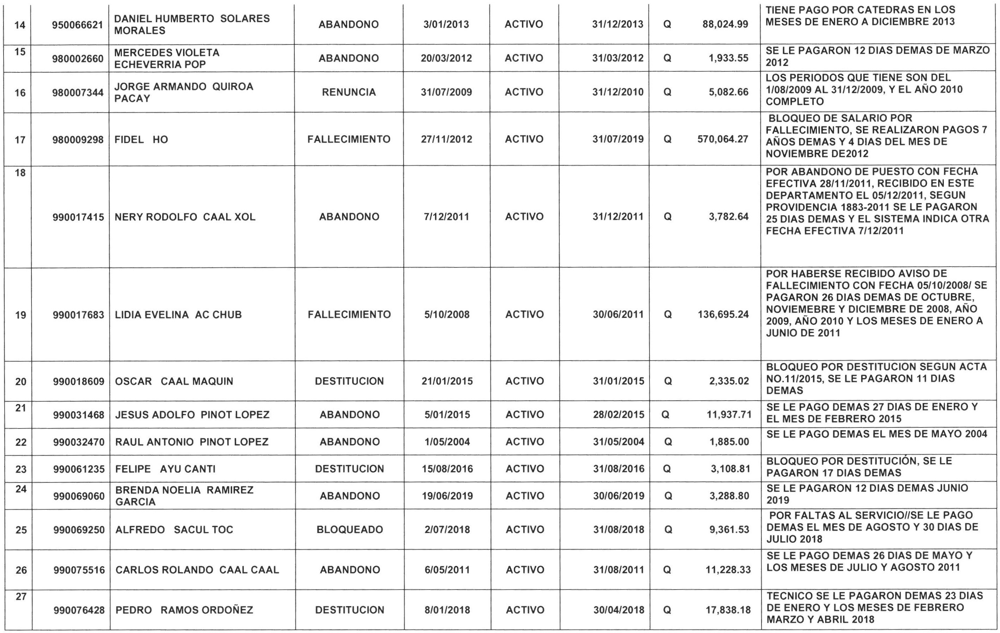 14 950066621 DANIEL HUMBERTO SOLARES MORALES ABANDONO 3/01/2013 ACTIVO 31/12/2013 Q 88,024.99 TIENE PAGO POR CATEDRAS EN LOS
MESES DE ENERO A DICIEMBRE 2013
15 980002660 MERCEDES VIOLETA ECHEVERRIA POP ABANDONO 20/03/2012 ACTIVO 31/03/2012 Q 1,933.55 SE LE PAGARON 12 DIAS DEMAS DE MARZO
2012
16 980007344 JORGE ARMANDO QUIROA PACAY RENUNCIA 31/07/2009 ACTIVO 31/12/2010 Q 5,082.66 LOS PERIODOS QUE TIENE SON DEL
1/08/2009 AL 31/12/2009, Y EL AÑO 2010
COMPLETO
17 980009298 FIDEL HO FALLECIMIENTO 27/11/2012 ACTIVO 31/07/2019 Q 570,064.27 BLOQUEO DE SALARIO POR
FALLECIMIENTO, SE REALIZARON PAGOS 7
AÑOS DEMAS Y 4 DIAS DEL MES DE
NOVIEMBRE DE2012
18 990017415 NERY RODOLFO CAAL XOL ABANDONO 7/12/2011 ACTIVO 31/12/2011 Q 3,782.64 POR ABANDONO DE PUESTO CON FECHA
EFECTIVA 28/11/2011, RECIBIDO EN ESTE
DEPARTAMENTO EL 05/12/2011, SEGUN
PROVIDENCIA 1883-2011 SE LE PAGARON
25 DIAS DEMAS Y EL SISTEMA INDICA OTRA
FECHA EFECTIVA 7/12/2011
19 990017683 LIDIA EVELINA AC CHUB FALLECIMIENTO 5/10/2008 ACTIVO 30/06/2011 Q 136,695.24 POR HABERSE RECIBIDO AVISO DE
FALLECIMIENTO CON FECHA 05/10/2008/ SE
PAGARON 26 DIAS DEMAS DE OCTUBRE,
NOVIEMEBRE Y DICIEMBRE DE 2008, AÑO
2009, AÑO 2010 Y LOS MESES DE ENERO A
JUNIO DE 2011
20 990018609 OSCAR CAAL MAQUIN DESTITUCION 21/01/2015 ACTIVO 31/01/2015 Q 2,335.02 BLOQUEO POR DESTITUCION SEGUN ACTA
NO.11/2015, SE LE PAGARON 11 DIAS
DEMAS
21 990031468 JESUS ADOLFO PINOT LOPEZ ABANDONO 5/01/2015 ACTIVO 28/02/2015 Q 11,937.71 SE LE PAGO DEMAS 27 DIAS DE ENERO Y
EL MES DE FEBRERO 2015
22 990032470 RAUL ANTONIO PINOT LOPEZ ABANDONO 1/05/2004 ACTIVO 31/05/2004 Q 1,885.00 SE LE PAGO DEMAS EL MES DE MAYO 2004
23 990061235 FELIPE AYU CANTI DESTITUCION 15/08/2016 ACTIVO 31/08/2016 Q 3,108.81 BLOQUEO POR DESTITUCIÓN, SE LE
PAGARON 17 DIAS DEMAS
24 990069060 BRENDA NOELIA RAMIREZ GARCIA ABANDONO 19/06/2019 ACTIVO 30/06/2019 Q 3,288.80 SE LE PAGARON 12 DIAS DEMAS JUNIO
2019
25 990069250 ALFREDO SACUL TOC BLOQUEADO 2/07/2018 ACTIVO 31/08/2018 Q 9,361.53 POR FALTAS AL SERVICIO//SE LE PAGO
DEMAS EL MES DE AGOSTO Y 30 DIAS DE
JULIO 2018
26 990075516 CARLOS ROLANDO CAAL CAAL ABANDONO 6/05/2011 ACTIVO 31/08/2011 Q 11,228.33 SE LE PAGO DEMAS 26 DIAS DE MAYO Y
LOS MESES DE JULIO Y AGOSTO 2011
27 990076428 PEDRO RAMOS ORDOÑEZ DESTITUCION 8/01/2018 ACTIVO 30/04/2018 Q 17,838.18 TECNICO SE LE PAGARON DEMAS 23 DIAS
DE ENERO Y LOS MESES DE FEBRERO
MARZO Y ABRIL 2018